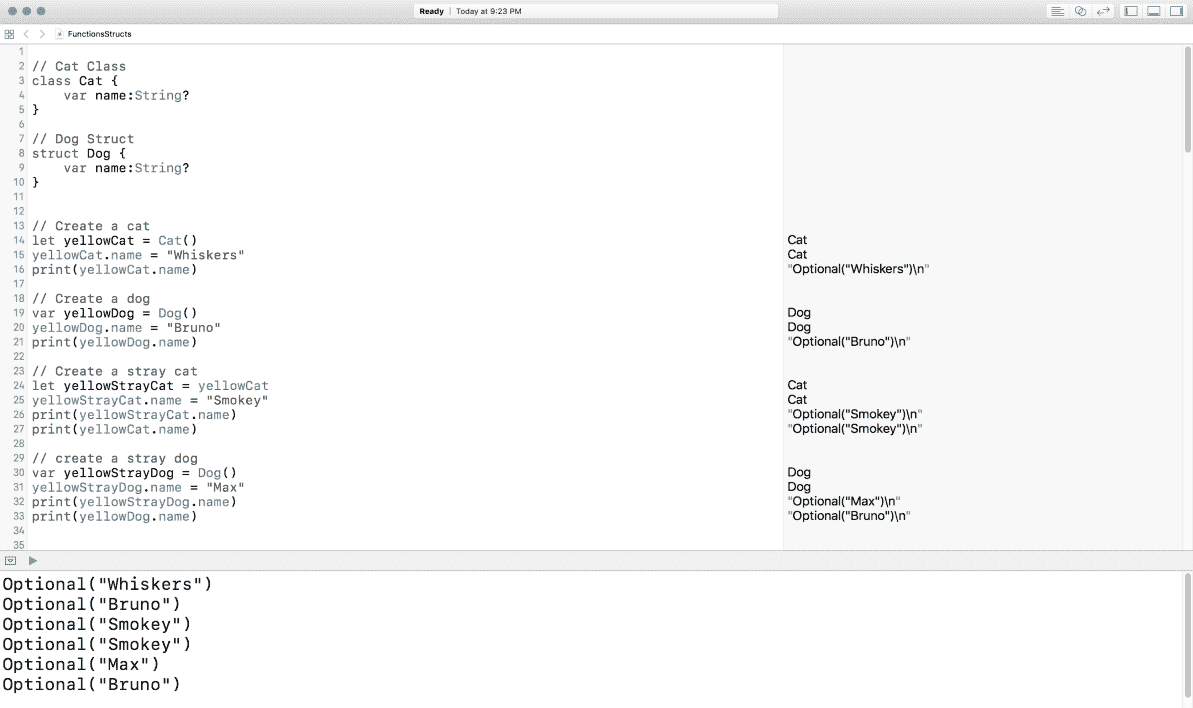 Ready | Today at 9:23 PM
FunctionsStructs
1
2 // Cat Class
3 class Cat {
4     var name:String?
5 }
6
7 // Dog Struct
8 struct Dog {
9     var name:String?
10 }
11
12
13 // Create a cat
14 let yellowCat = Cat() Cat
15 yellowCat.name = "Whiskers" Cat
16 print(yellowCat.name) "Optional("Whiskers")\n"
17
18 // Create a dog
19 var yellowDog = Dog() Dog
20 yellowDog.name = "Bruno" Dog
21 print(yellowDog.name) "Optional("Bruno")\n"
22
23 // Create a stray cat
24 let yellowStrayCat = yellowCat Cat
25 yellowStrayCat.name = "Smokey" Cat
26 print(yellowStrayCat.name) "Optional("Smokey")\n"
27 print(yellowCat.name) "Optional("Smokey")\n"
28
29 // create a stray dog
30 var yellowStrayDog = Dog() Dog
31 yellowStrayDog.name = "Max" Dog
32 print(yellowStrayDog.name) "Optional("Max")\n"
33 print(yellowDog.name) "Optional("Bruno")\n"
34
35
Optional("Whiskers")
Optional("Bruno")
Optional("Smokey")
Optional("Smokey")
Optional("Max")
Optional("Bruno")